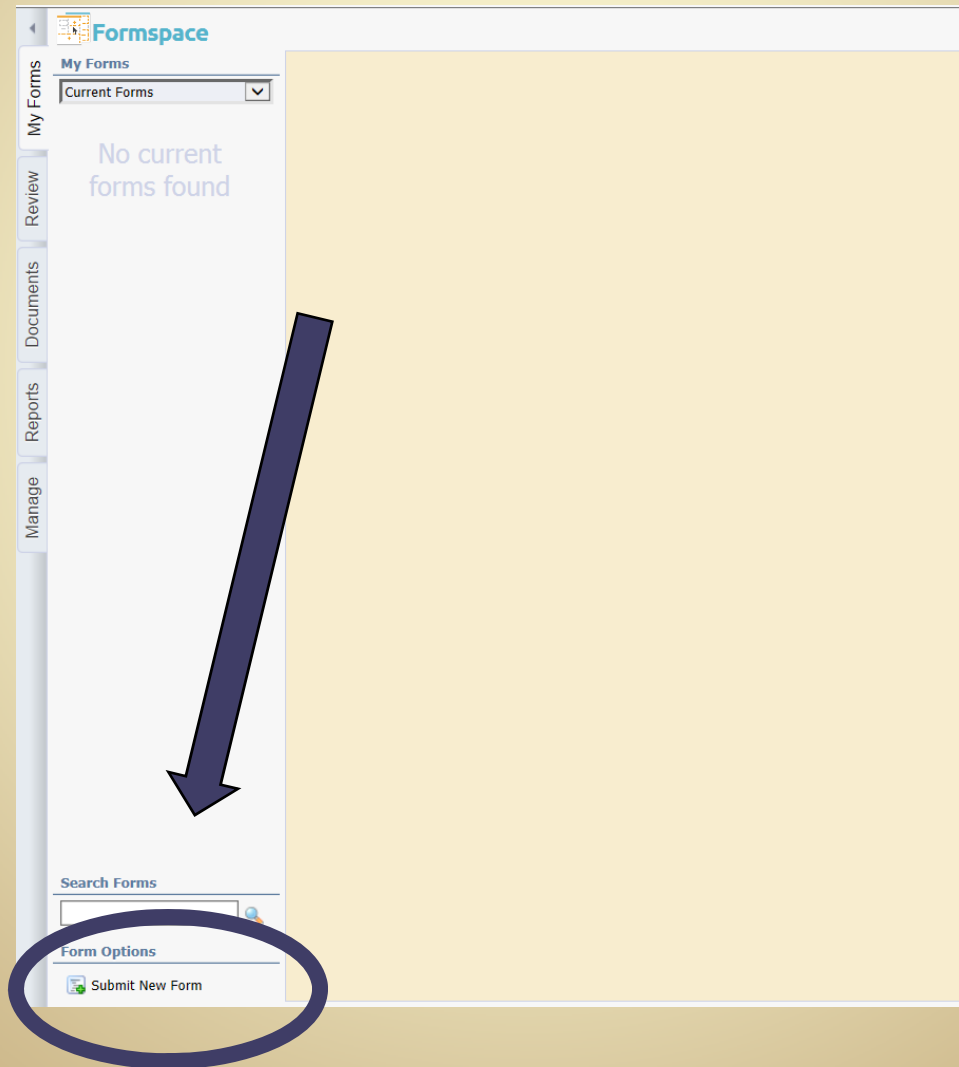 Formspace
My Forms
Current Forms
No current
forms found
My Forms
Review
Documents
Reports
Manage
Search Forms
Form Options
Submit New Form